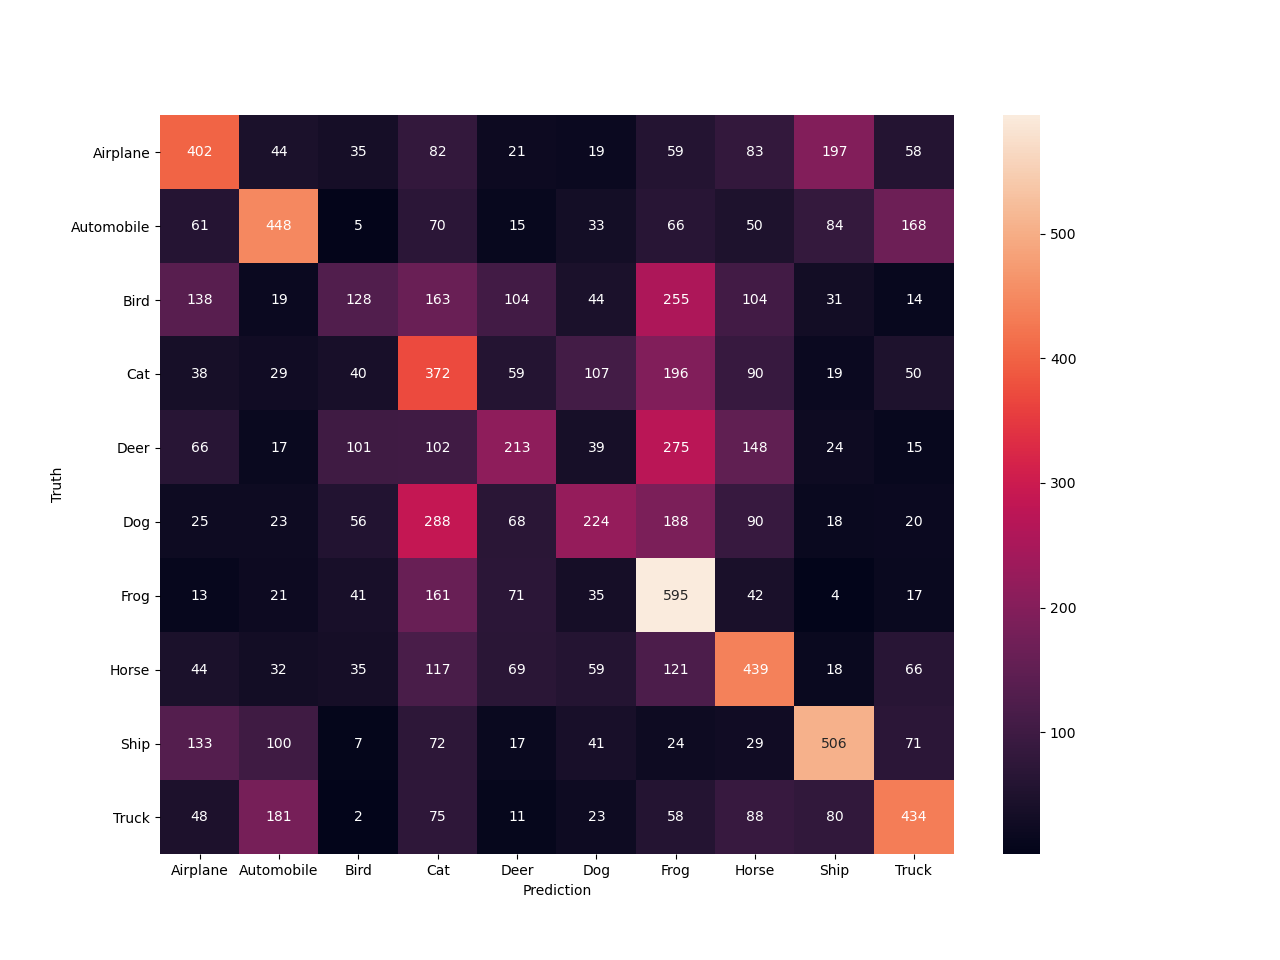 Airplane 402 44 35 82 21 19 59 83 197 58
Automobile 61 448 5 70 15 33 66 50 84 168
Bird 138 19 128 163 104 44 255 104 31 14
Cat 38 29 40 372 59 107 196 90 19 50
Deer 66 17 101 102 213 39 275 148 24 15
Dog 25 23 56 288 68 224 188 90 18 20
Frog 13 21 41 161 71 35 595 42 4 17
Horse 44 32 35 117 69 59 121 439 18 66
Ship 133 100 7 72 17 41 24 29 506 71
Truck 48 181 2 75 11 23 58 88 80 434
Airplane Automobile Bird Cat Deer Dog Frog Horse Ship Truck
Prediction
Truth
500
400
300
200
100